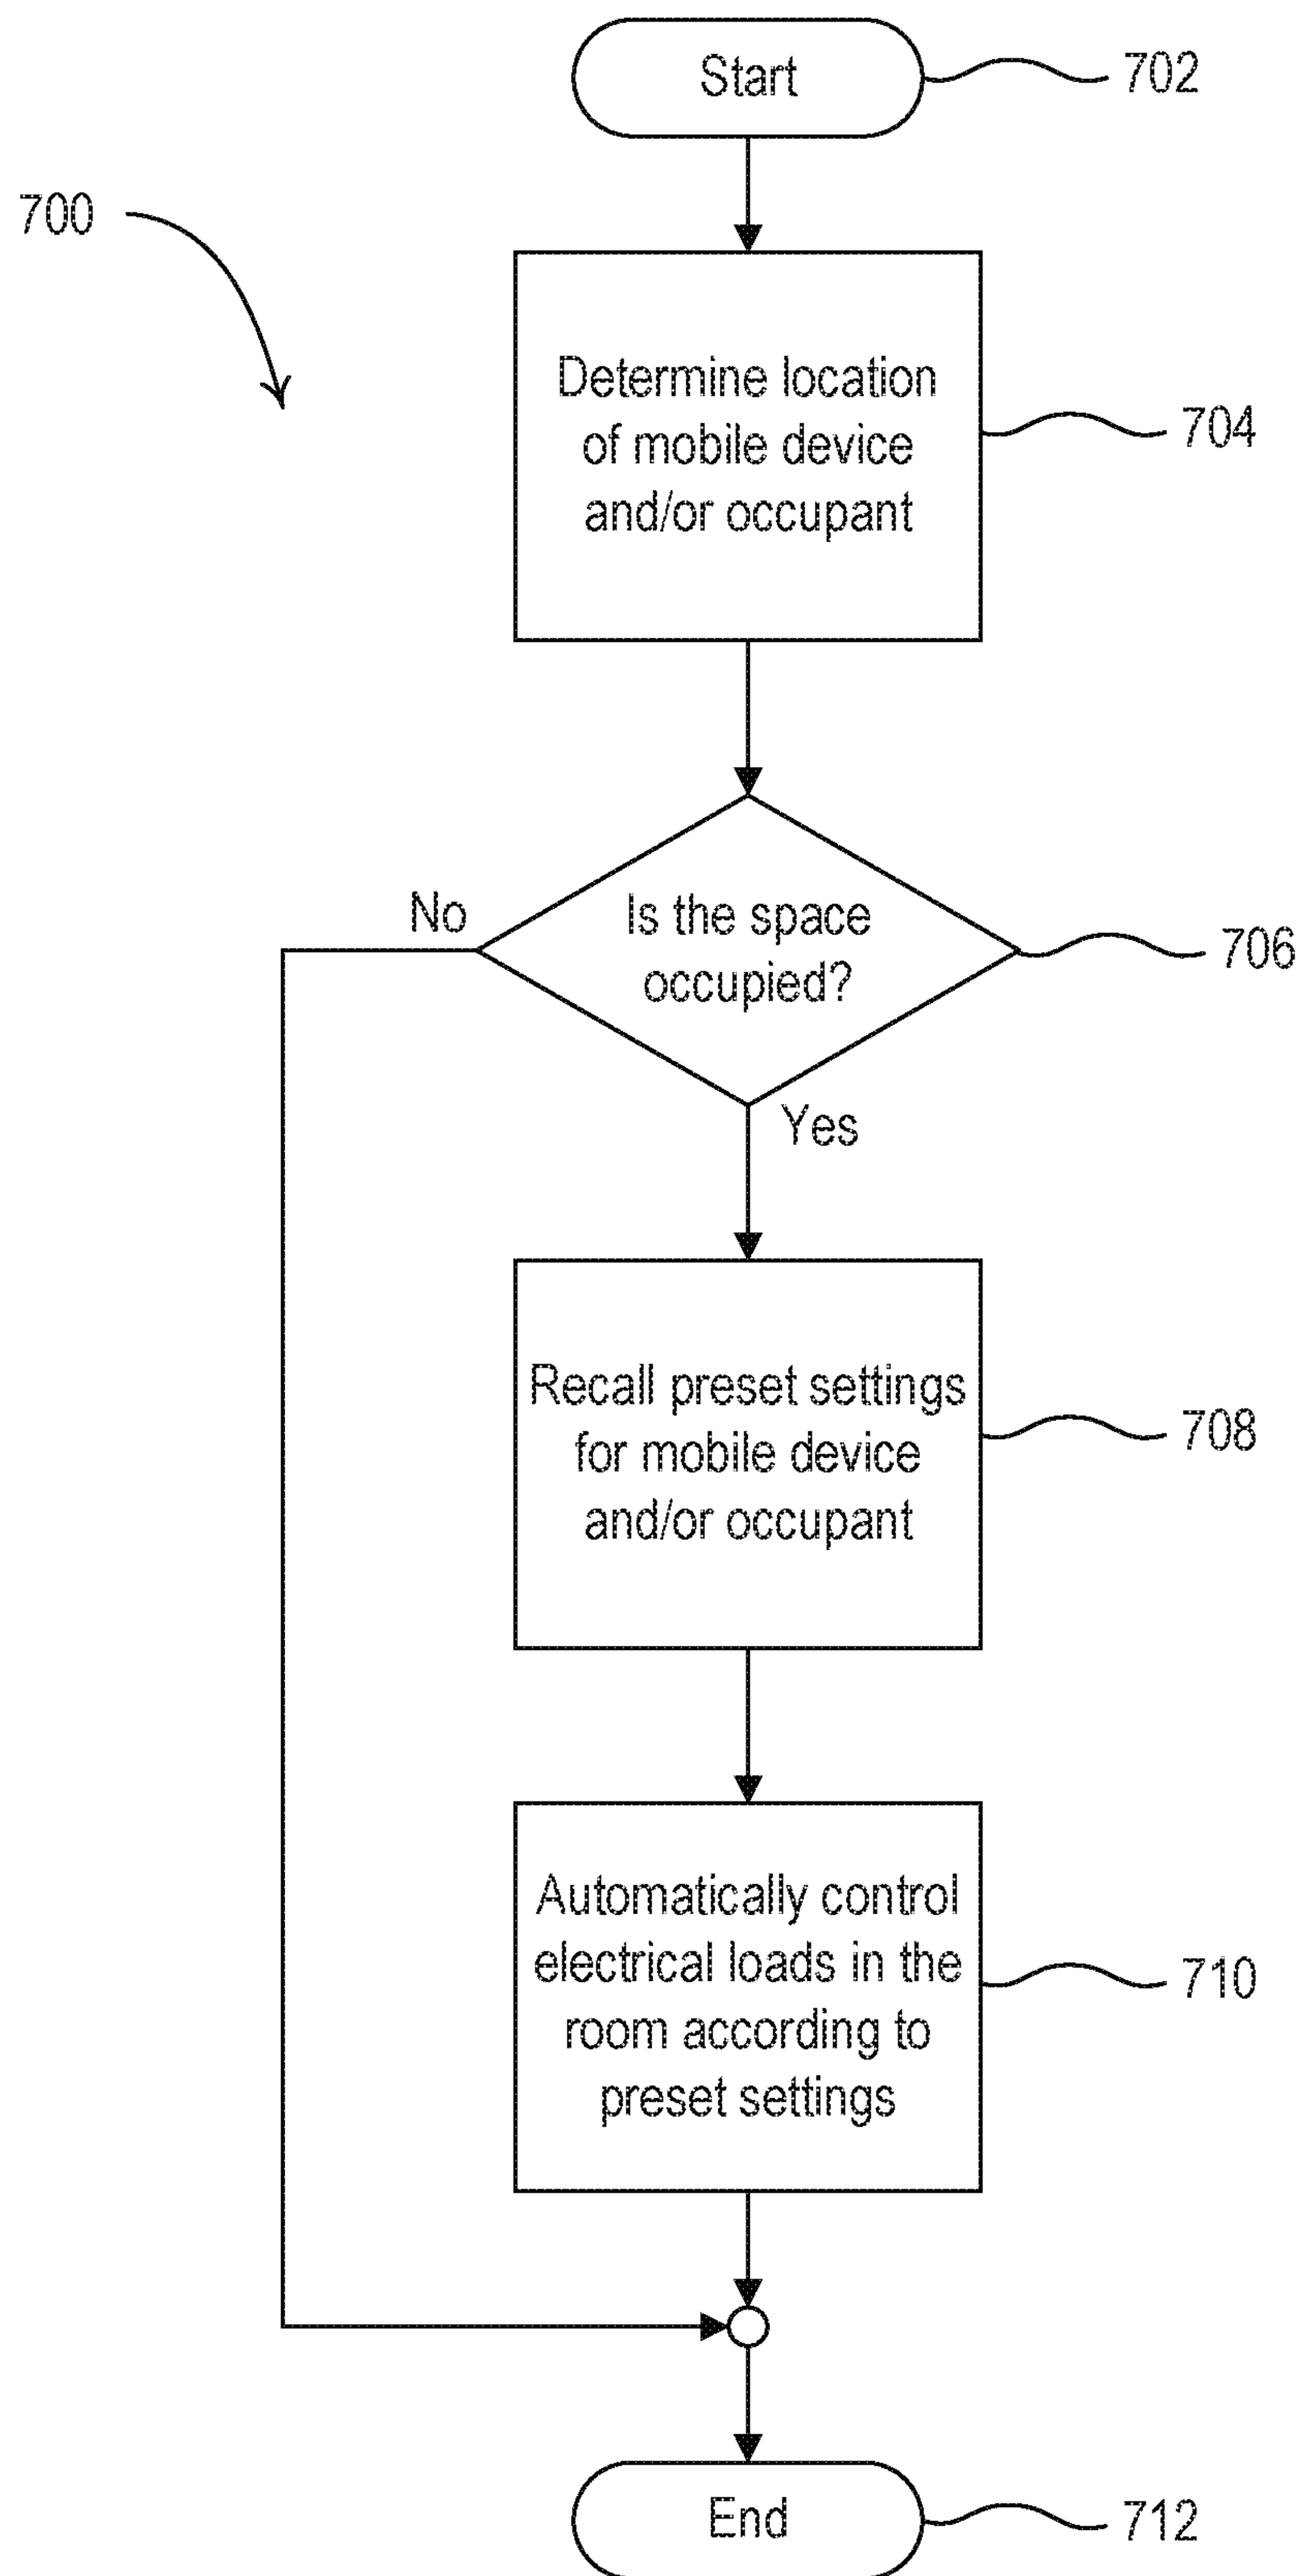 Start
702
700
Determine location
of mobile device
and/or occupant
704
No
Is the space
occupied?
706
Yes
Recall preset settings
for mobile device
and/or occupant
708
Automatically control
electrical loads in the
room according to
preset settings
710
End
712